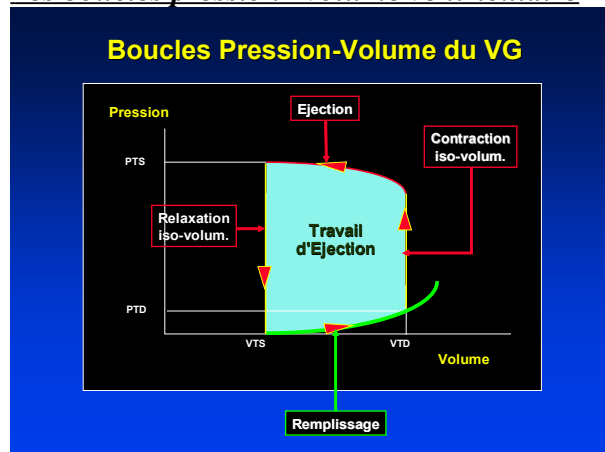 Boucles Pression-Volume du VG
Ejection
Pression
Contraction
iso-volum.
PTS
Relaxation
iso-volum.
Travail
d'Ejection
PTD
VTS
VTD
Volume
Remplissage